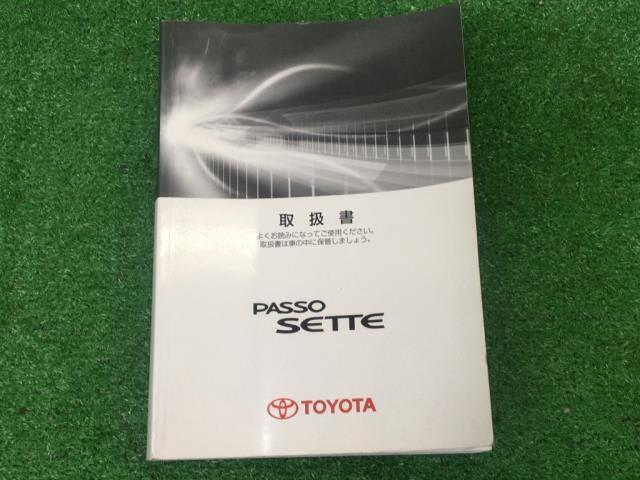 取扱書
よくお読みになってご使用ください。
取扱書は車の中に保管しましょう。
PASSO
SETTE
TOYOTA